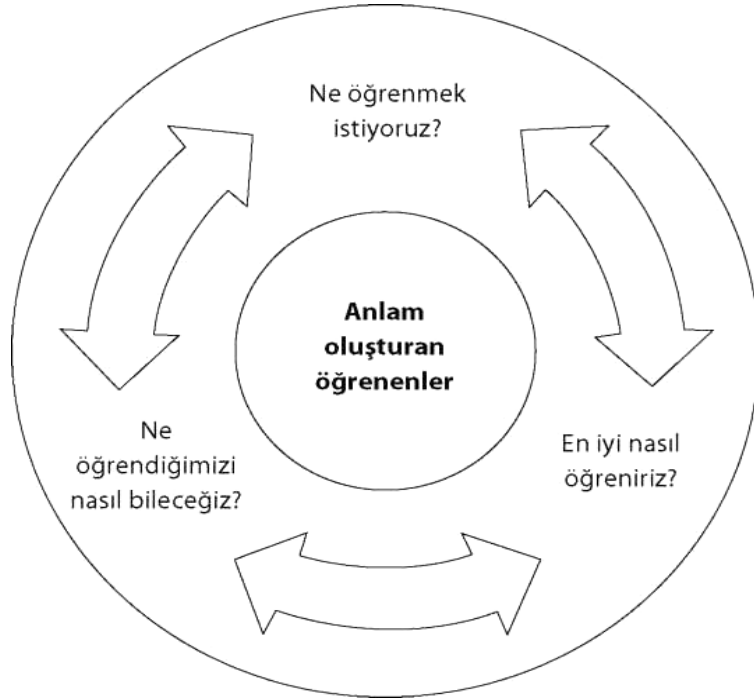 Ne öğrenmek
istiyoruz?
Anlam
oluşturan
öğrenenler
Ne
öğrendiğimizi
nasıl bileceğiz?
En iyi nasıl
öğreniriz?